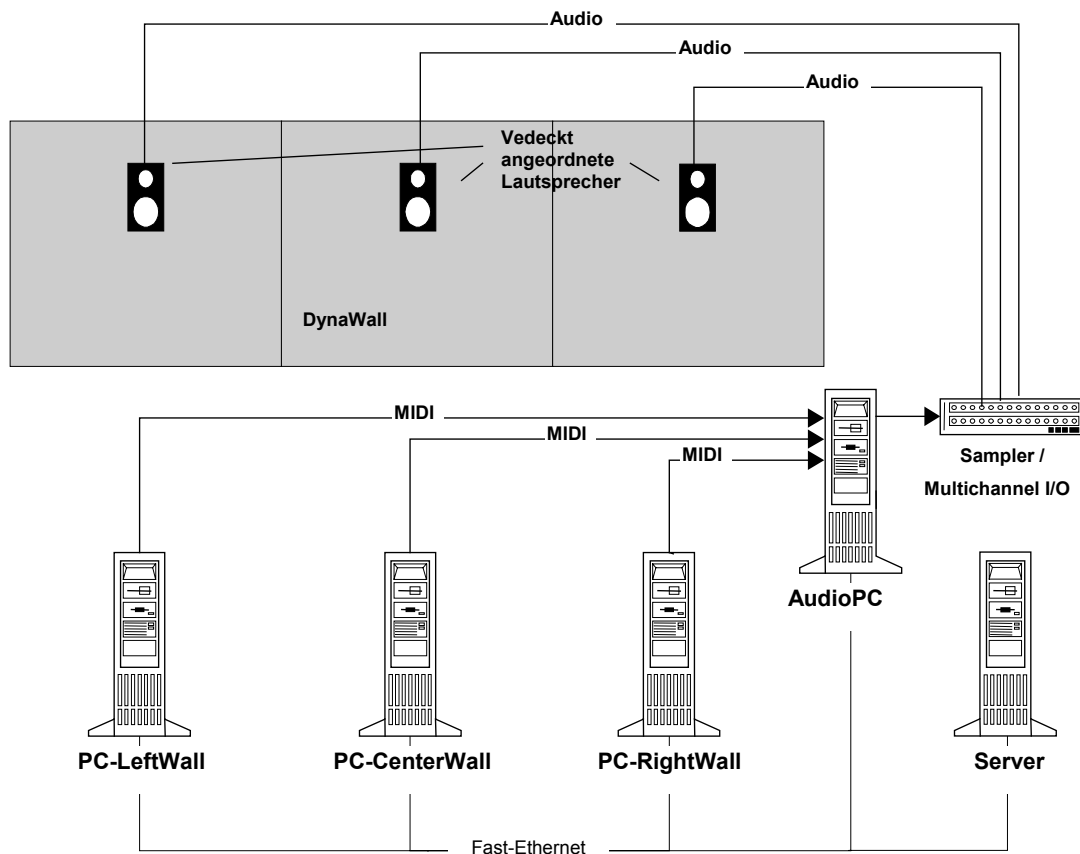 Audio
Audio
Audio
Vedeckt
angeordnete
Lautsprecher
DynaWall
MIDI
MIDI
MIDI
Sampler /
Multichannel I/O
AudioPC
PC-LeftWall
PC-CenterWall
PC-RightWall
Server
Fast-Ethernet